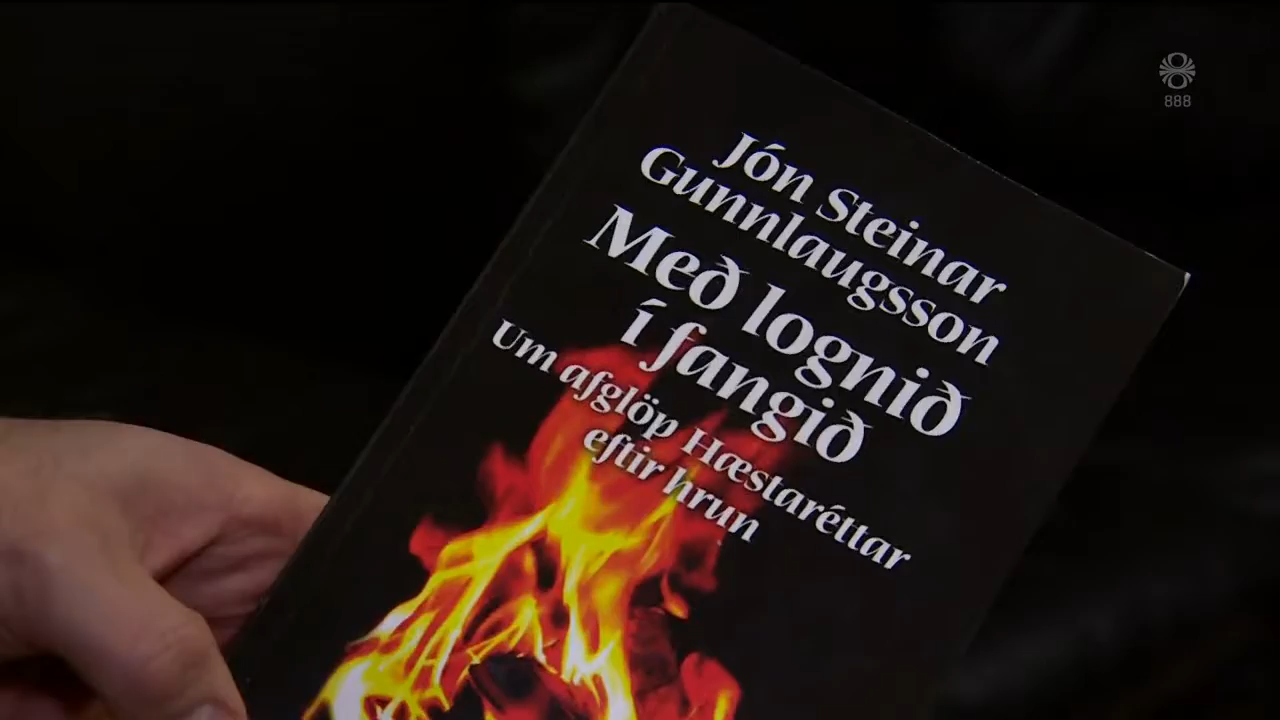 Jón Steinar
Gunnlaugsson
Með lognið
í fangið
Um afglöp Hæstaréttar
eftir hrun
888